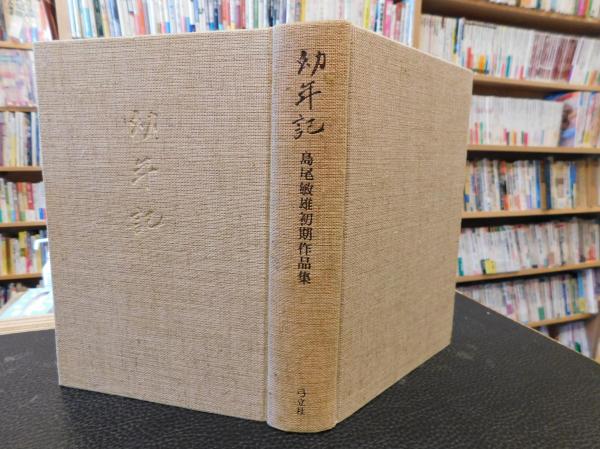 幼年記
幼年記
島尾敏雄初期作品集
弓立社